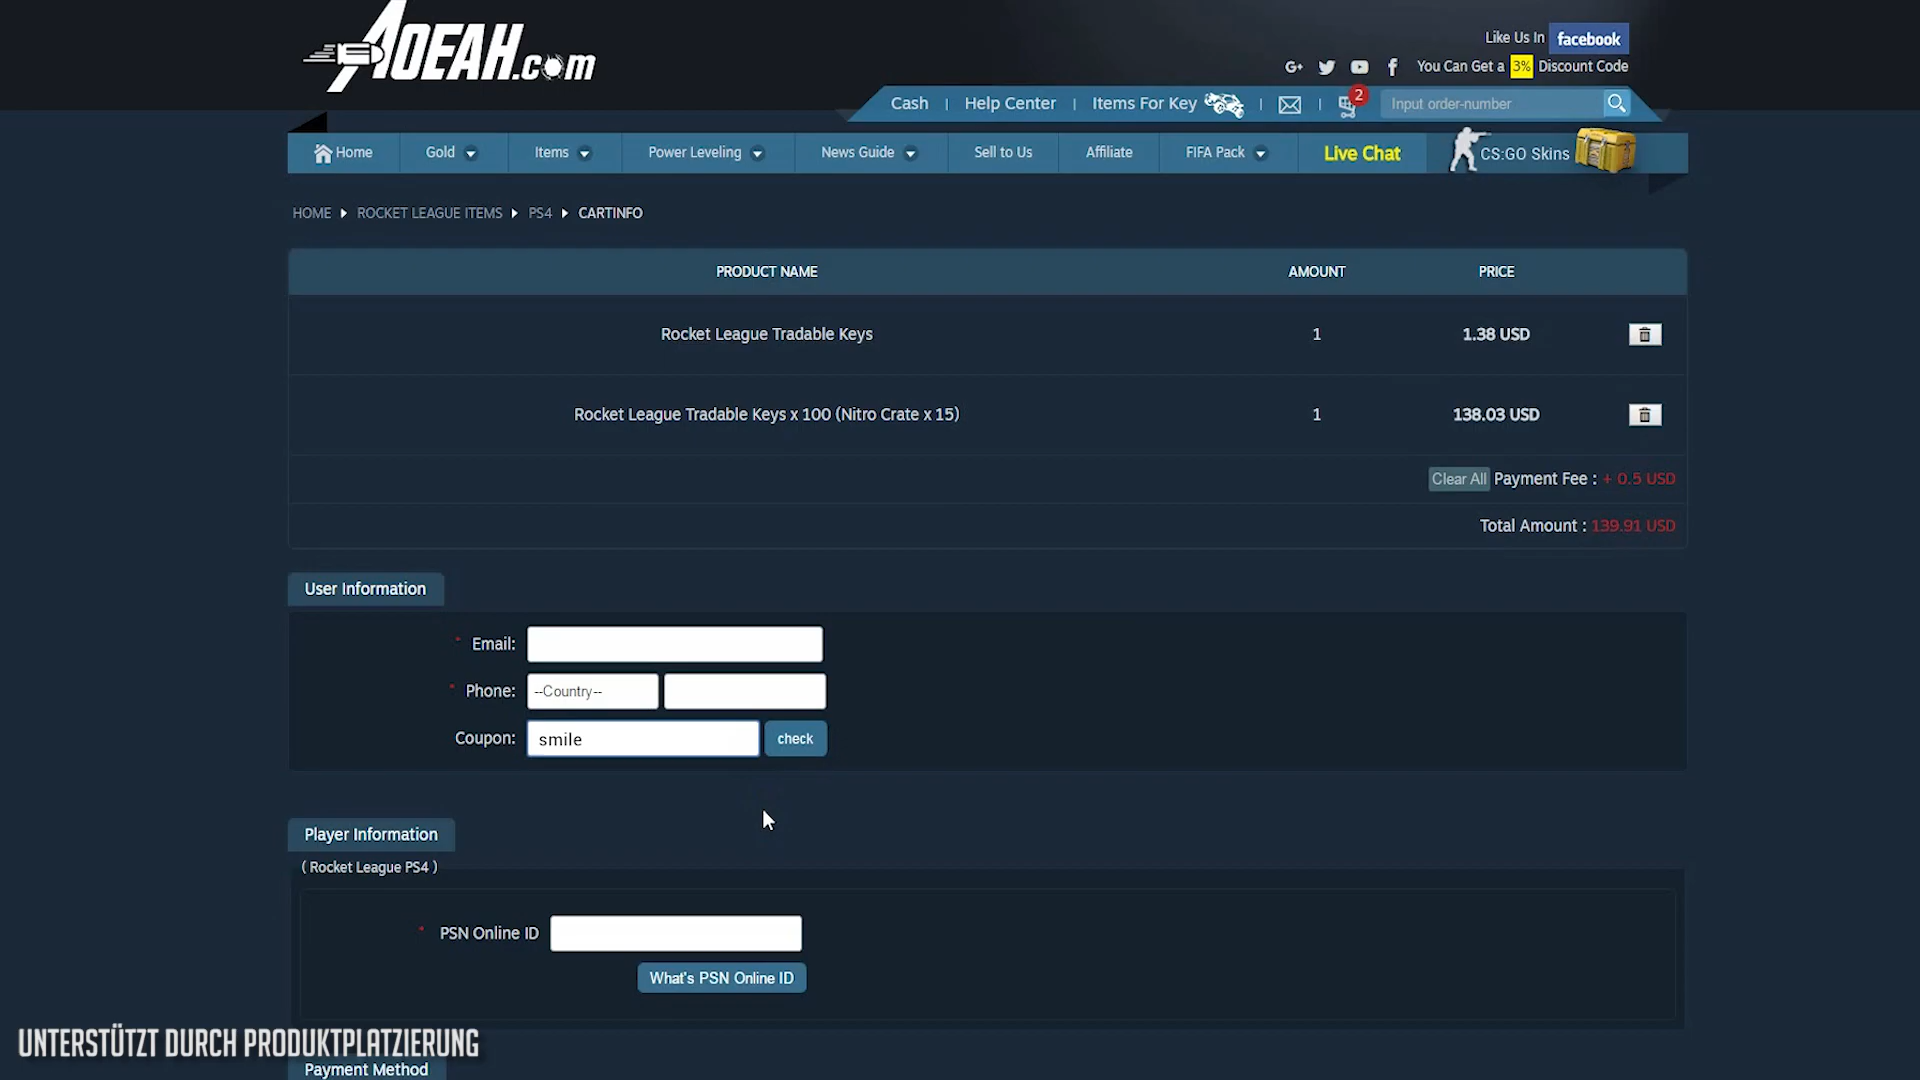 AOEAH.com
Like Us In facebook
You Can Get a 3% Discount Code
Cash | Help Center | Items For Key | | 2 Input order-number
Home Gold Items Power Leveling News Guide Sell to Us Affiliate FIFA Pack Live Chat CS:GO Skins
HOME ROCKET LEAGUE ITEMS PS4 CARTINFO
PRODUCT NAME AMOUNT PRICE
Rocket League Tradable Keys 1 1.38 USD
Rocket League Tradable Keys x 100 (Nitro Crate x 15) 1 138.03 USD
Clear All Payment Fee : + 0.5 USD
Total Amount : 139.91 USD
User Information
* Email:
* Phone: --Country--
Coupon: smile check
Player Information
( Rocket League PS4 )
* PSN Online ID
What's PSN Online ID
UNTERSTÜTZT DURCH PRODUKTPLATZIERUNG
Payment Method